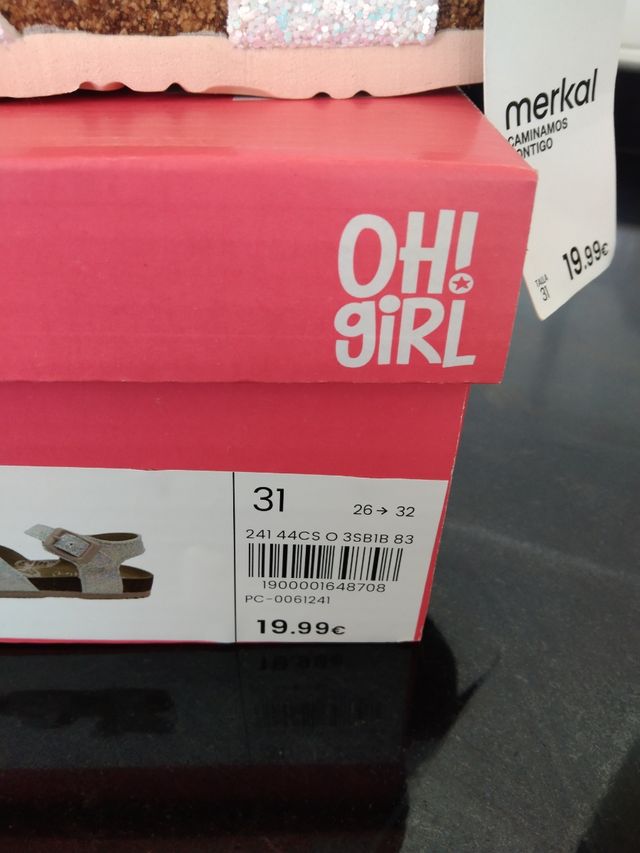 merkal
CAMINAMOS
CONTIGO
TALLA
31
19.99€
OH!
giRL
31
26→ 32
241 44CS O 3SB1B 83
1900001648708
PC-0061241
19.99€